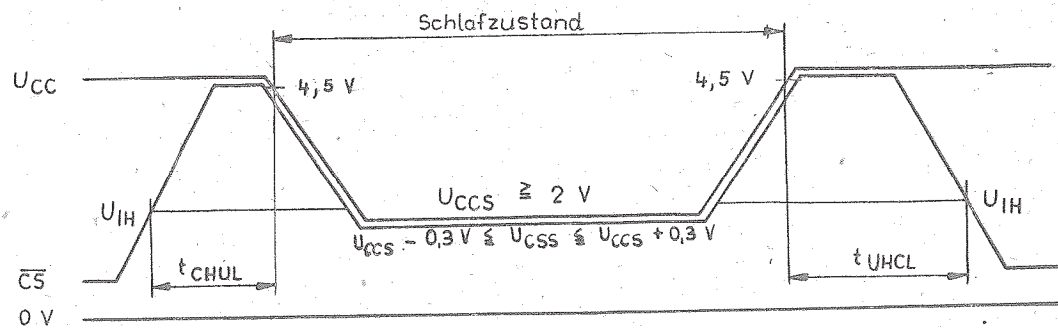 Schlafzustand
U_CC
4,5 V
4,5 V
U_CCS ≧ 2 V
U_IH
U_IH
U_CCS - 0,3 V ≦ U_CSS ≦ U_CCS + 0,3 V
t_CHUL
t_UHCL
C̅S̅
0 V